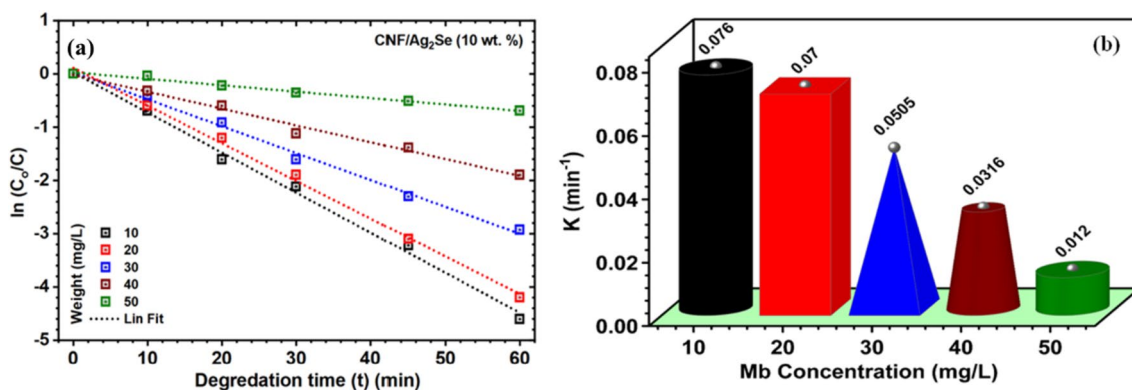 (a)
CNF/Ag₂Se (10 wt. %)
ln (C₀/C)
1
0
-1
-2
-3
-4
-5
Weight (mg/L)
10
20
30
40
50
Lin Fit
0 10 20 30 40 50 60
Degredation time (t) (min)
(b)
K (min⁻¹)
0.08
0.06
0.04
0.02
0.00
0.076
0.07
0.0505
0.0316
0.012
10 20 30 40 50
Mb Concentration (mg/L)